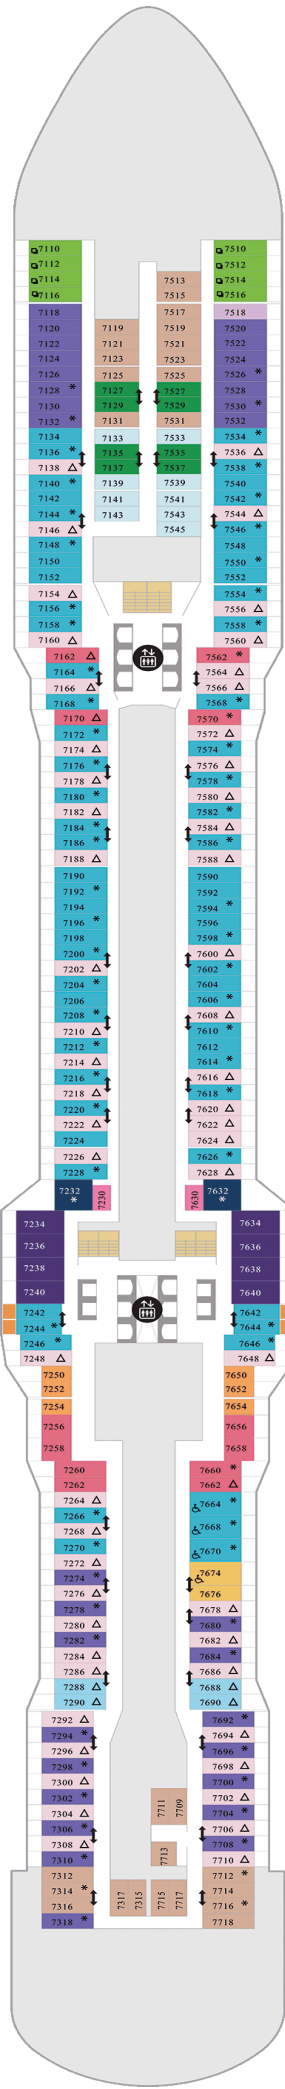 7110 7510
7112 7512
7114 7513 7514
7116 7515 7516
7118 7517 7518
7120 7119 7519 7520
7122 7121 7521 7522
7124 7123 7523 7524
7126 7125 7525 7526 *
7128 * 7127 7527 7528
7130 7129 7529 7530 *
7132 * 7131 7531 7532
7134 7133 7533 7534 *
7136 * 7135 7535 7536 △
7138 △ 7137 7537 7538 *
7140 * 7139 7539 7540
7142 7141 7541 7542 *
7144 * 7143 7543 7544 △
7146 △ 7545 7546 *
7148 * 7548
7150 7550 *
7152 7552
7154 △ 7554 *
7156 * 7556 △
7158 * 7558 *
7160 △ 7560 △
7162 △ 7562 *
7164 * 7564 △
7166 △ 7566 △
7168 * 7568 *
7170 △ 7570 *
7172 * 7572 △
7174 △ 7574 *
7176 * 7576 △
7178 △ 7578 *
7180 * 7580 △
7182 △ 7582 *
7184 * 7584 △
7186 * 7586 *
7188 △ 7588 △
7190 7590
7192 * 7592
7194 7594 *
7196 * 7596
7198 7598 *
7200 * 7600 △
7202 △ 7602 *
7204 * 7604
7206 7606 *
7208 * 7608 △
7210 △ 7610 *
7212 * 7612
7214 △ 7614 *
7216 * 7616 △
7218 △ 7618 *
7220 * 7620 △
7222 △ 7622 △
7224 7624 △
7226 △ 7626 *
7228 * 7628 △
7232 * 7230 7630 7632 *
7234 7634
7236 7636
7238 7638
7240 7640
7242 7642
7244 * 7644 *
7246 * 7646 *
7248 △ 7648 △
7250 7650
7252 7652
7254 7654
7256 7656
7258 7658
7260 7660 *
7262 7662 △
7264 △ 7664 *
7266 *
7268 △ 7668 *
7270 * 7670 *
7272 △
7274 * 7674
7276 △ 7676
7278 * 7678 △
7280 △ 7680 *
7282 * 7682 △
7284 △ 7684 *
7286 △ 7686 △
7288 △ 7688 △
7290 △ 7690 △
7292 △ 7692 *
7294 * 7694 △
7296 △ 7696 *
7298 * 7698 △
7300 △ 7700 *
7302 * 7711 7709 7702 △
7304 △ 7704 *
7306 * 7706 △
7308 △ 7708 *
7310 * 7713 7710 △
7312 7712 *
7314 * 7317 7315 7715 7717 7714
7316 7716 *
7318 * 7718